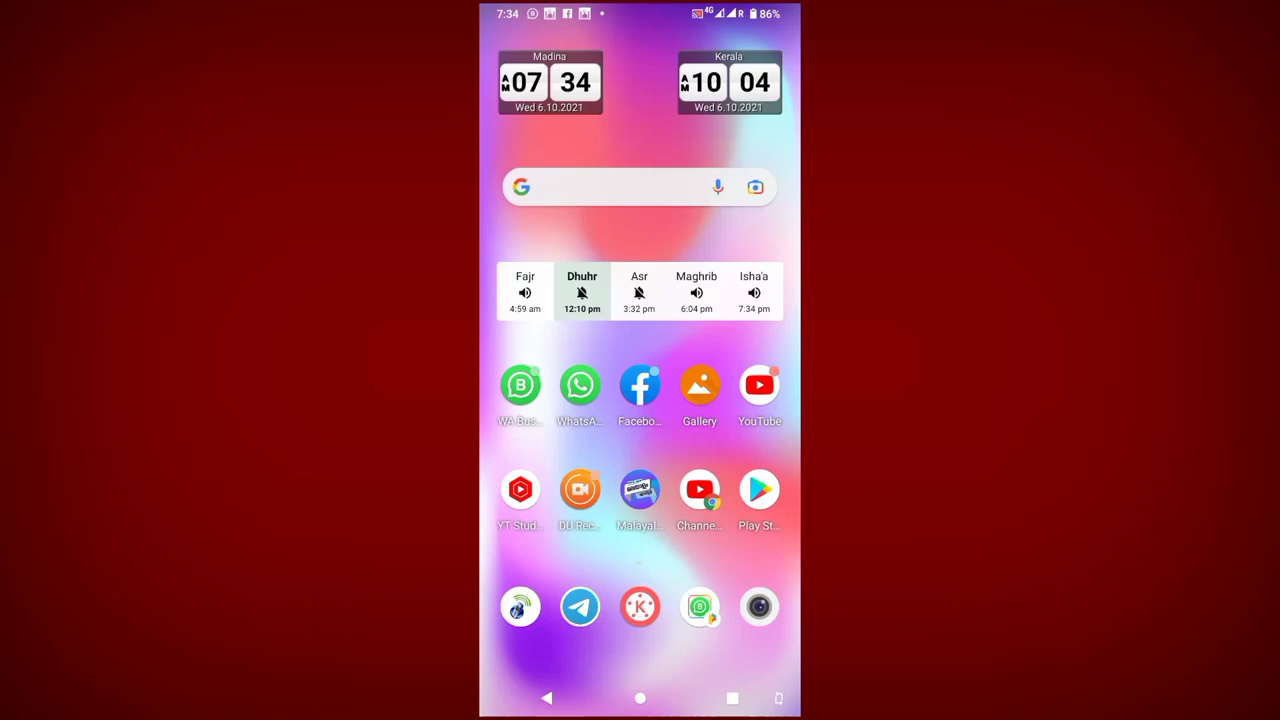 7:34 4G R 86%
Madina Kerala
AM 07 34 AM 10 04
Wed 6.10.2021 Wed 6.10.2021
Fajr Dhuhr Asr Maghrib Isha'a
4:59 am 12:10 pm 3:32 pm 6:04 pm 7:34 pm
WA Bus... WhatsA... Facebo... Gallery YouTube
YT Stud... DU Rec... Malayal... Channe... Play St...